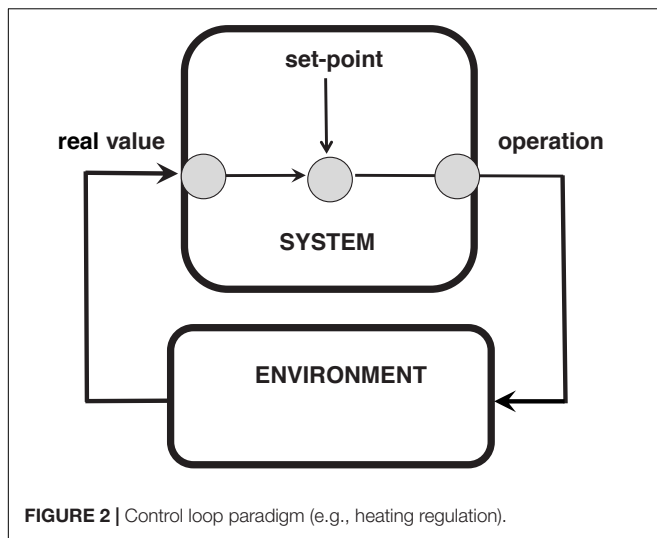 set-point
real value
operation
SYSTEM
ENVIRONMENT
FIGURE 2 | Control loop paradigm (e.g., heating regulation).